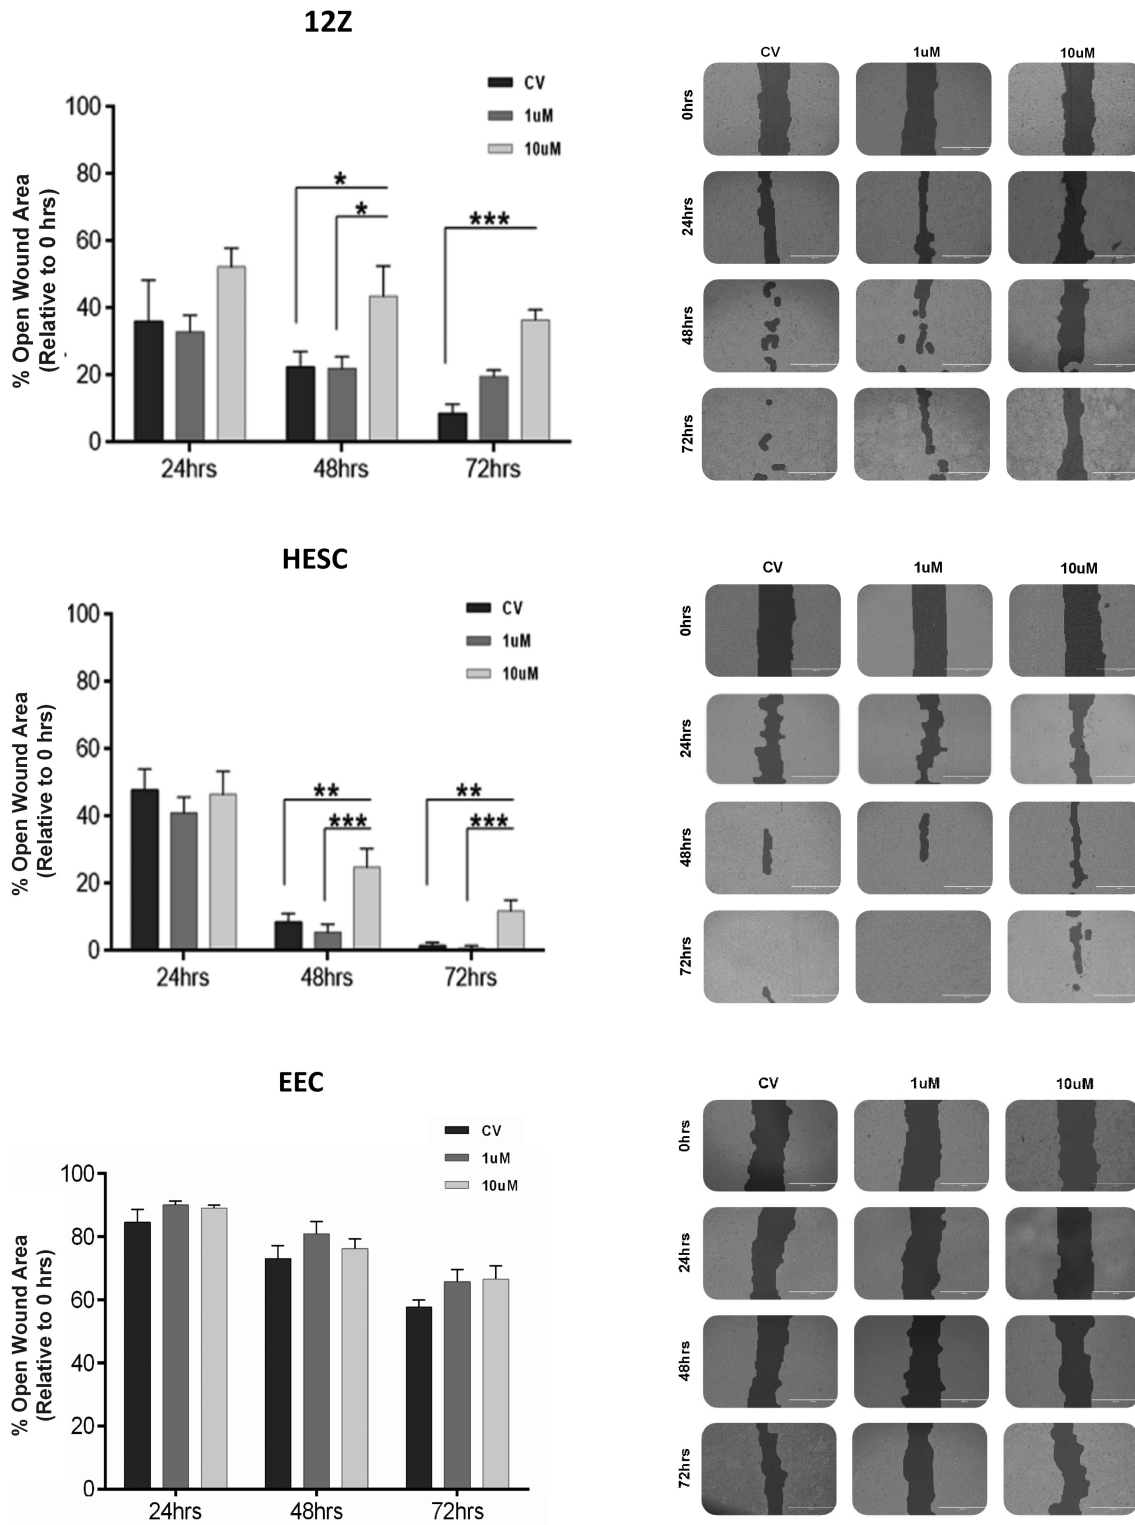 12Z
CV
1uM
10uM
100
80
60
40
20
0
% Open Wound Area
(Relative to 0 hrs)
*
*
***
24hrs
48hrs
72hrs
CV
1uM
10uM
0hrs
24hrs
48hrs
72hrs
HESC
CV
1uM
10uM
100
80
60
40
20
0
% Open Wound Area
(Relative to 0 hrs)
**
***
**
***
24hrs
48hrs
72hrs
CV
1uM
10uM
0hrs
24hrs
48hrs
72hrs
EEC
CV
1uM
10uM
100
80
60
40
20
0
% Open Wound Area
(Relative to 0 hrs)
24hrs
48hrs
72hrs
CV
1uM
10uM
0hrs
24hrs
48hrs
72hrs